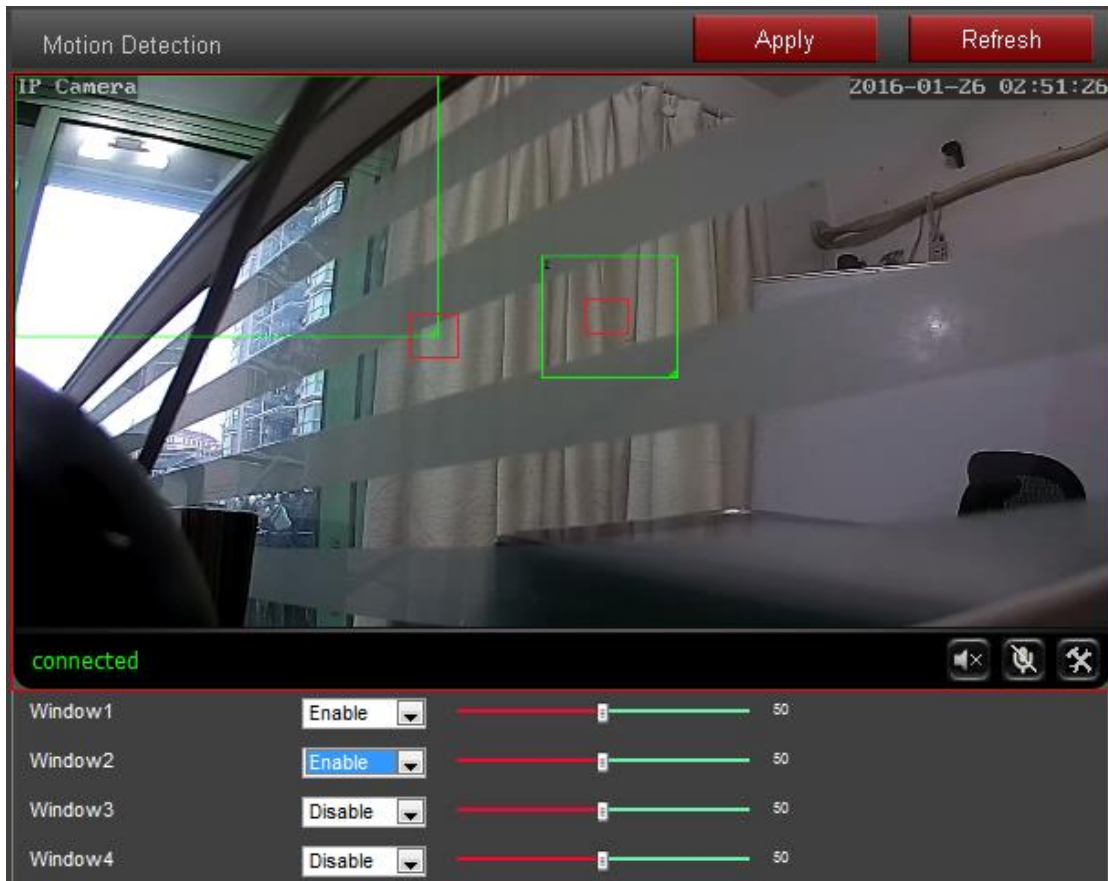 Motion Detection Apply Refresh
IP Camera 2016-01-26 02:51:26
connected
Window1 Enable 50
Window2 Enable 50
Window3 Disable 50
Window4 Disable 50